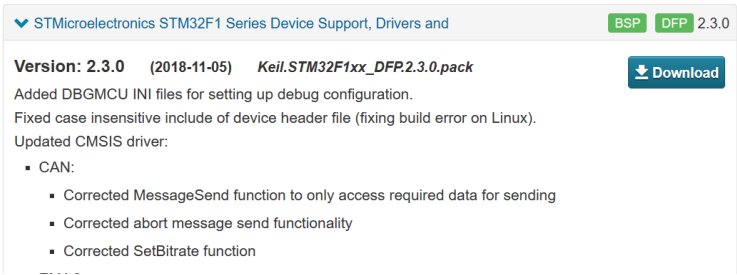 STMicroelectronics STM32F1 Series Device Support, Drivers and BSP DFP 2.3.0
Version: 2.3.0 (2018-11-05) Keil.STM32F1xx_DFP.2.3.0.pack Download
Added DBGMCU INI files for setting up debug configuration.
Fixed case insensitive include of device header file (fixing build error on Linux).
Updated CMSIS driver:
CAN:
Corrected MessageSend function to only access required data for sending
Corrected abort message send functionality
Corrected SetBitrate function